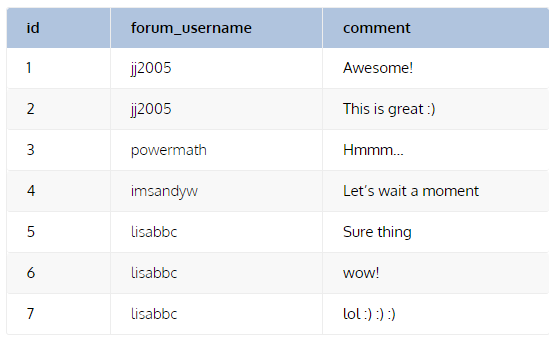 id forum_username comment
1 jj2005 Awesome!
2 jj2005 This is great :)
3 powermath Hmmm...
4 imsandyw Let’s wait a moment
5 lisabbc Sure thing
6 lisabbc wow!
7 lisabbc lol :) :) :)